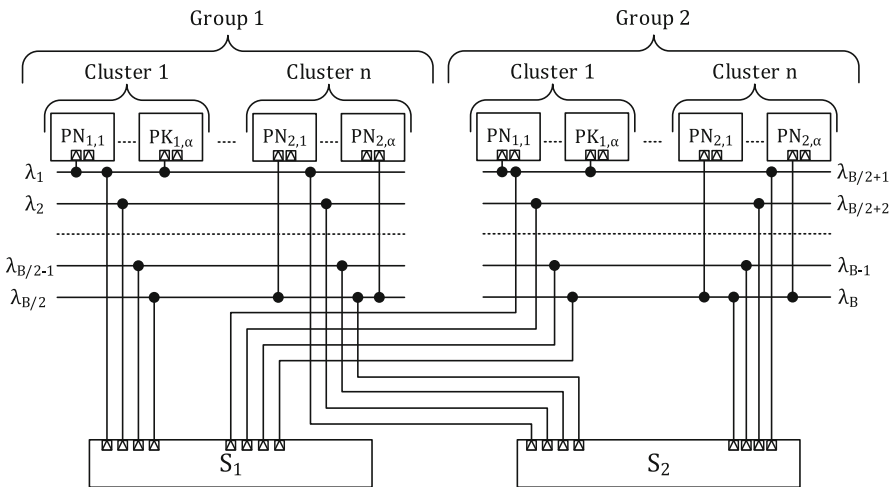 Group 1 Group 2
Cluster 1 Cluster n Cluster 1 Cluster n
PN1,1 PK1,α PN2,1 PN2,α PN1,1 PK1,α PN2,1 PN2,α
λ1 λB/2+1
λ2 λB/2+2
λB/2-1 λB-1
λB/2 λB
S1 S2